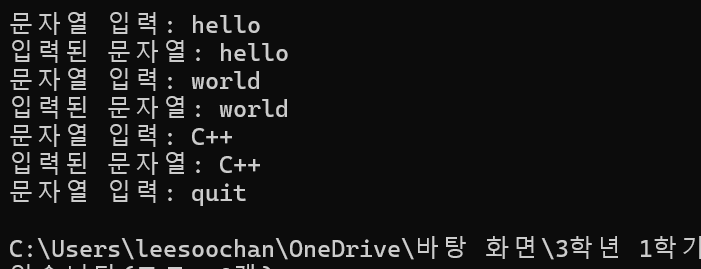 문자열 입력: hello
입력된 문자열: hello
문자열 입력: world
입력된 문자열: world
문자열 입력: C++
입력된 문자열: C++
문자열 입력: quit
C:\Users\leesoochan\OneDrive\바탕 화면\3학년 1학기